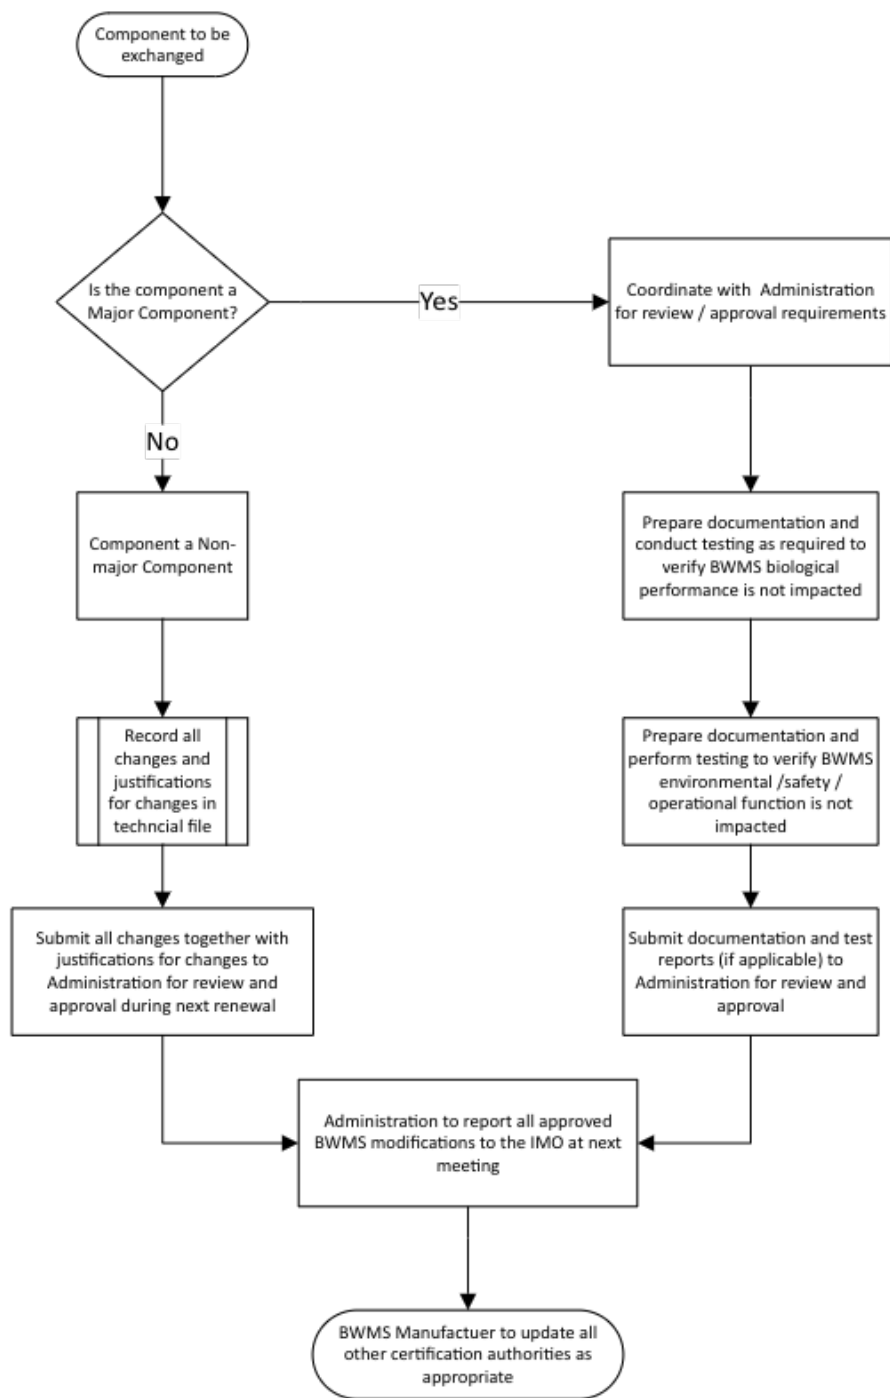 Component to be
exchanged
Is the component a
Major Component?
Yes
Coordinate with Administration
for review / approval requirements
No
Component a Non-
major Component
Prepare documentation and
conduct testing as required to
verify BWMS biological
performance is not impacted
Record all
changes and
justifications
for changes in
techncial file
Prepare documentation and
perform testing to verify BWMS
environmental /safety /
operational function is not
impacted
Submit all changes together with
justifications for changes to
Administration for review and
approval during next renewal
Submit documentation and test
reports (if applicable) to
Administration for review and
approval
Administration to report all approved
BWMS modifications to the IMO at next
meeting
BWMS Manufactuer to update all
other certification authorities as
appropriate